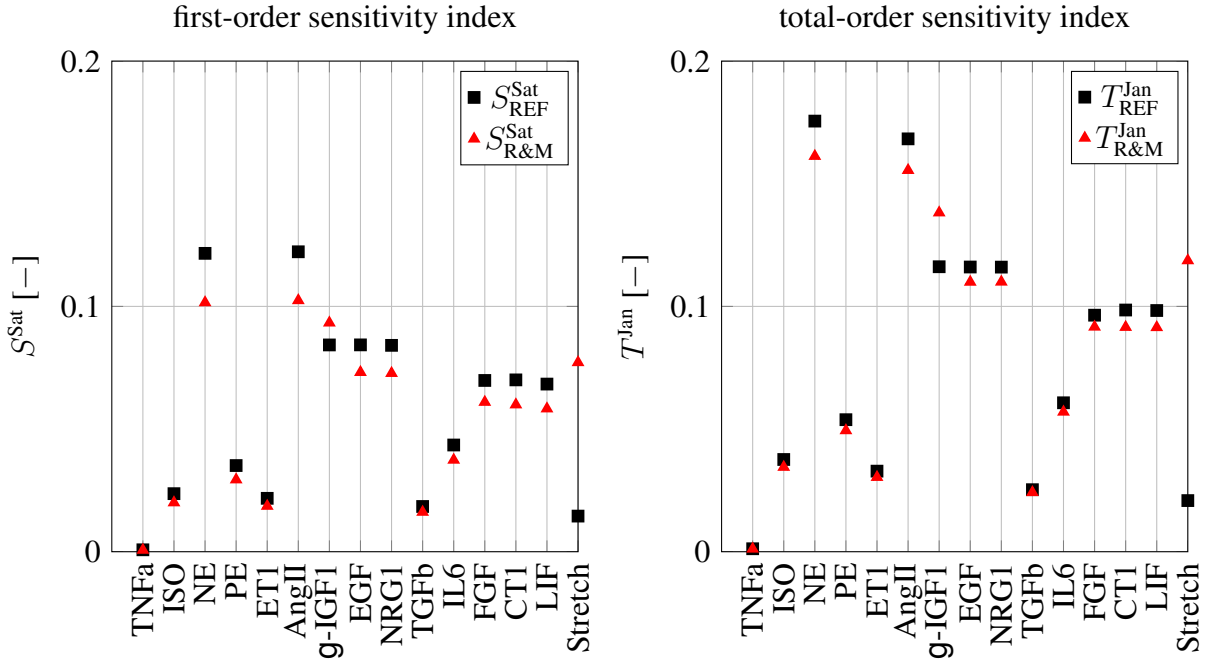 first-order sensitivity index
0.2
0.1
0
S^Sat [−]
S^Sat_REF
S^Sat_R&M
TNFa
ISO
NE
PE
ET1
AngII
g-IGF1
EGF
NRG1
TGFb
IL6
FGF
CT1
LIF
Stretch
total-order sensitivity index
0.2
0.1
0
T^Jan [−]
T^Jan_REF
T^Jan_R&M
TNFa
ISO
NE
PE
ET1
AngII
g-IGF1
EGF
NRG1
TGFb
IL6
FGF
CT1
LIF
Stretch